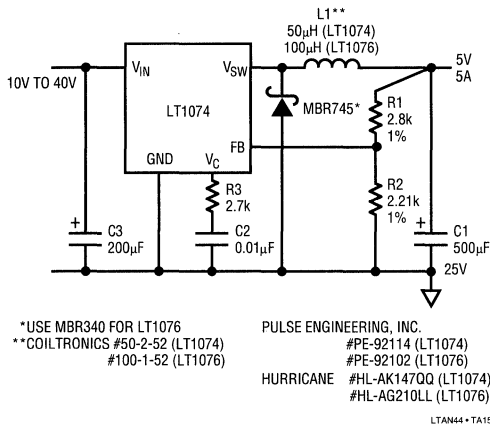 L1**
50µH (LT1074)
100µH (LT1076)
10V TO 40V
VIN
VSW
5V
5A
LT1074
MBR745*
R1
2.8k
1%
FB
GND
VC
R3
2.7k
R2
2.21k
1%
C3
200µF
C2
0.01µF
C1
500µF
25V
+
+
*USE MBR340 FOR LT1076
**COILTRONICS #50-2-52 (LT1074)
#100-1-52 (LT1076)
PULSE ENGINEERING, INC.
#PE-92114 (LT1074)
#PE-92102 (LT1076)
HURRICANE #HL-AK147QQ (LT1074)
#HL-AG210LL (LT1076)
LTAN44 • TA15